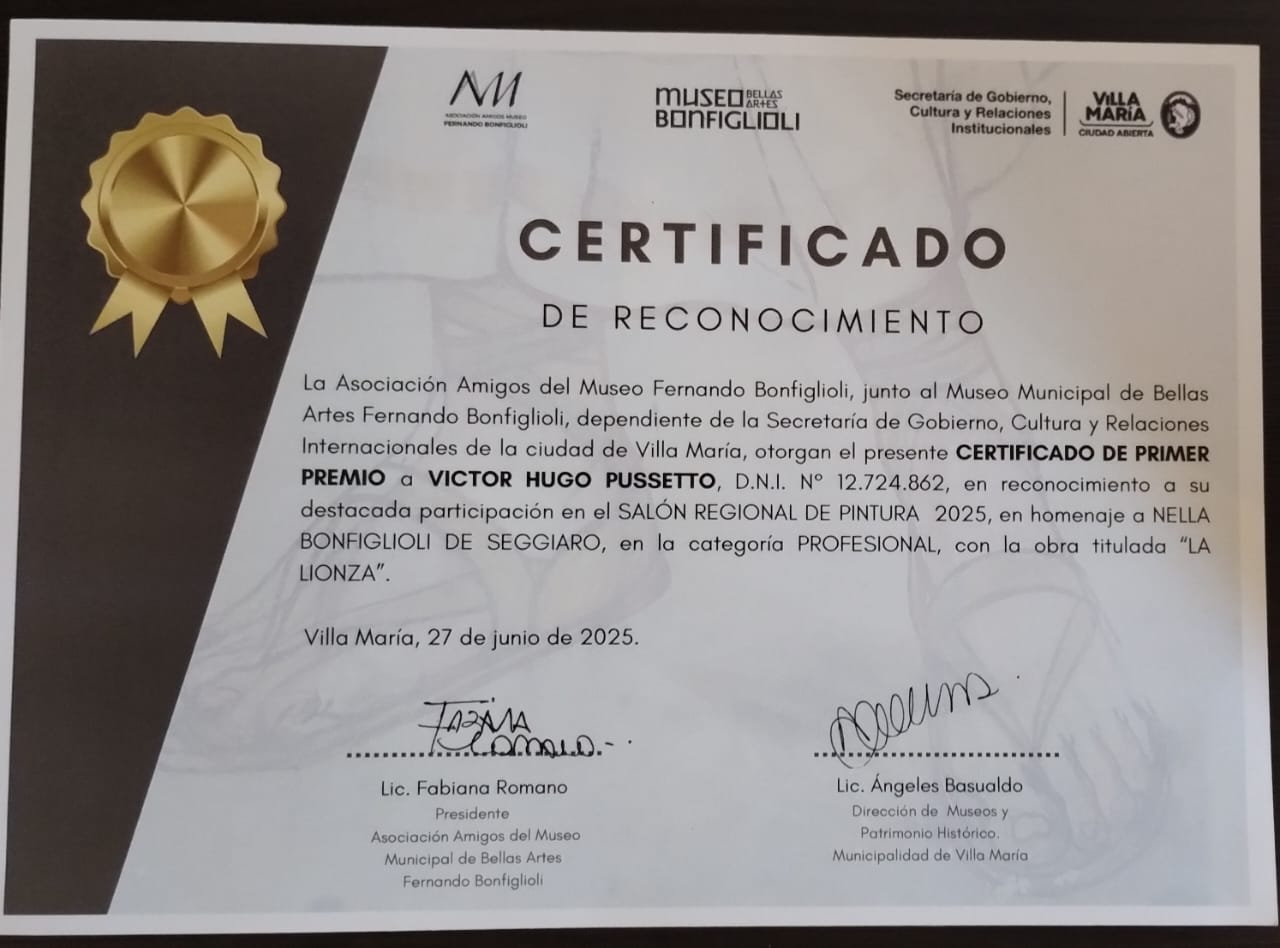 AM
ASOCIACIÓN AMIGOS MUSEO
FERNANDO BONFIGLIOLI
MUSEO BELLAS ARTES
BONFIGLIOLI
Secretaría de Gobierno,
Cultura y Relaciones
Institucionales
VILLA
MARÍA
CIUDAD ABIERTA
CERTIFICADO
DE RECONOCIMIENTO
La Asociación Amigos del Museo Fernando Bonfiglioli, junto al Museo Municipal de Bellas
Artes Fernando Bonfiglioli, dependiente de la Secretaría de Gobierno, Cultura y Relaciones
Internacionales de la ciudad de Villa María, otorgan el presente CERTIFICADO DE PRIMER
PREMIO a VICTOR HUGO PUSSETTO, D.N.I. Nº 12.724.862, en reconocimiento a su
destacada participación en el SALÓN REGIONAL DE PINTURA 2025, en homenaje a NELLA
BONFIGLIOLI DE SEGGIARO, en la categoría PROFESIONAL, con la obra titulada “LA
LIONZA”.
Villa María, 27 de junio de 2025.
FABIANA
ROMANO
Lic. Fabiana Romano
Presidente
Asociación Amigos del Museo
Municipal de Bellas Artes
Fernando Bonfiglioli
Lic. Ángeles Basualdo
Dirección de Museos y
Patrimonio Histórico.
Municipalidad de Villa María